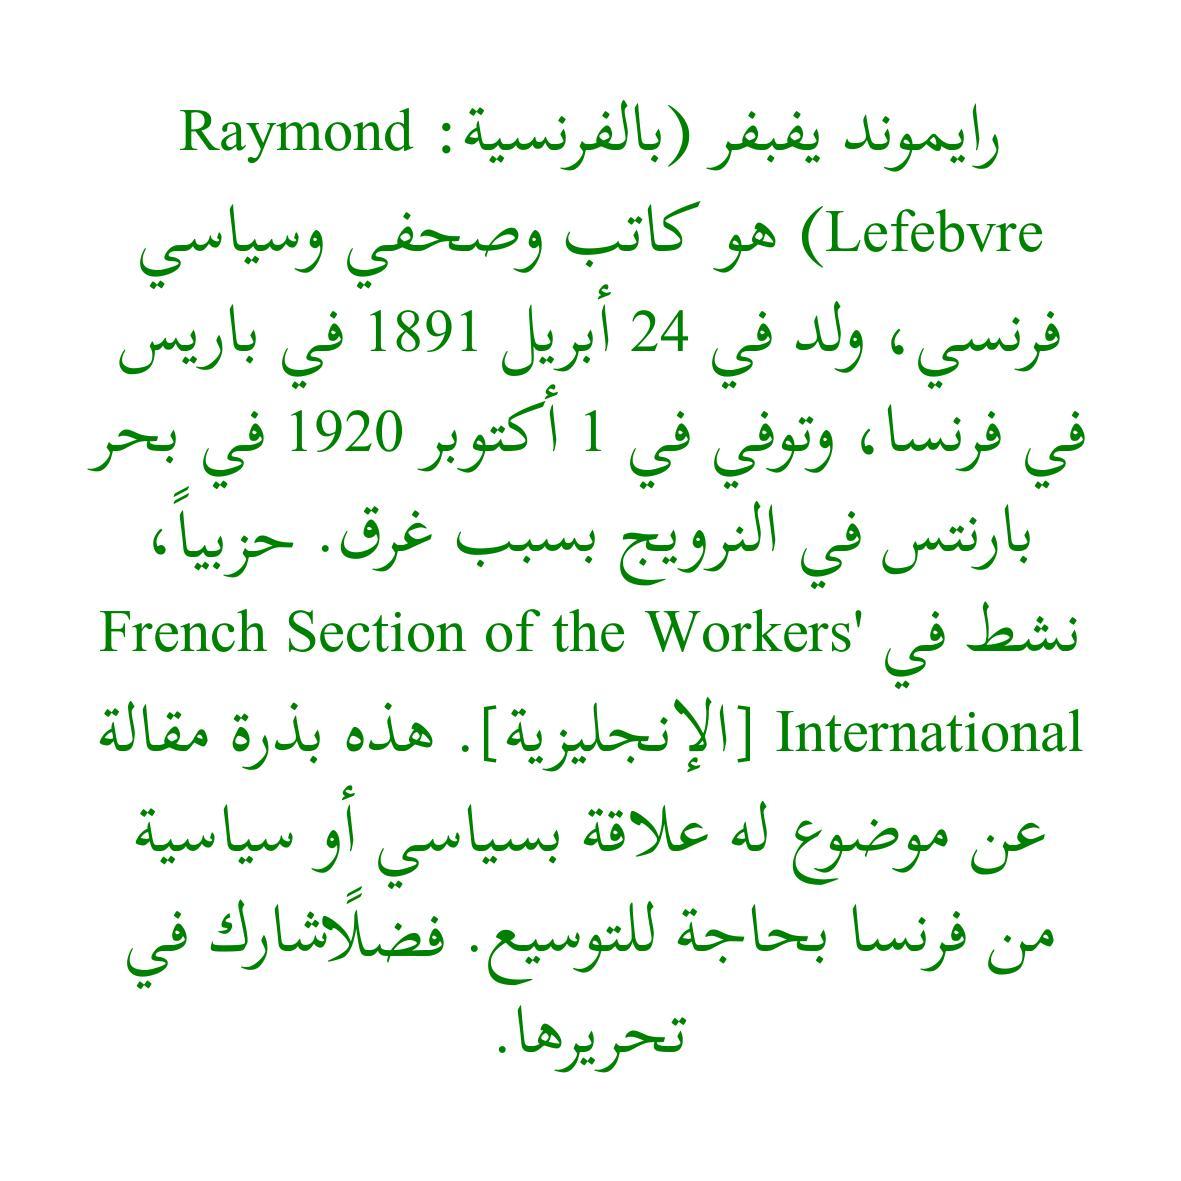 رايموند يفبفر (بالفرنسية: Raymond
Lefebvre) هو كاتب وصحفي وسياسي
فرنسي، ولد في 24 أبريل 1891 في باريس
في فرنسا، وتوفي في 1 أكتوبر 1920 في بحر
بارنتس في النرويج بسبب غرق. حزبياً،
نشط في French Section of the Workers'
International [الإنجليزية]. هذه بذرة مقالة
عن موضوع له علاقة بسياسي أو سياسية
من فرنسا بحاجة للتوسيع. فضلًاشارك في
تحريرها.